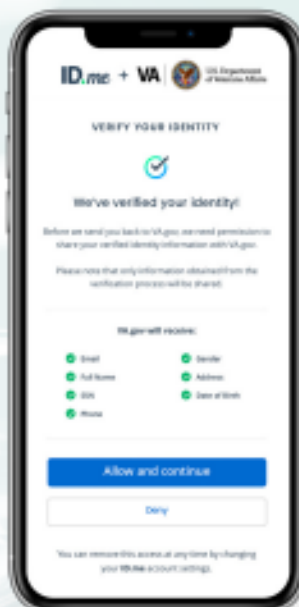 ID.me + VA | U.S. Department of Veterans Affairs
VERIFY YOUR IDENTITY
We've verified your identity!
Before we send you back to VA.gov, we need permission to
share your verified identity information with VA.gov.
Please note that only information obtained from the
verification process will be shared.
VA.gov will receive:
Email
Gender
Full Name
Address
SSN
Date of Birth
Phone
Allow and continue
Deny
You can remove this access at any time by changing
your ID.me account settings.